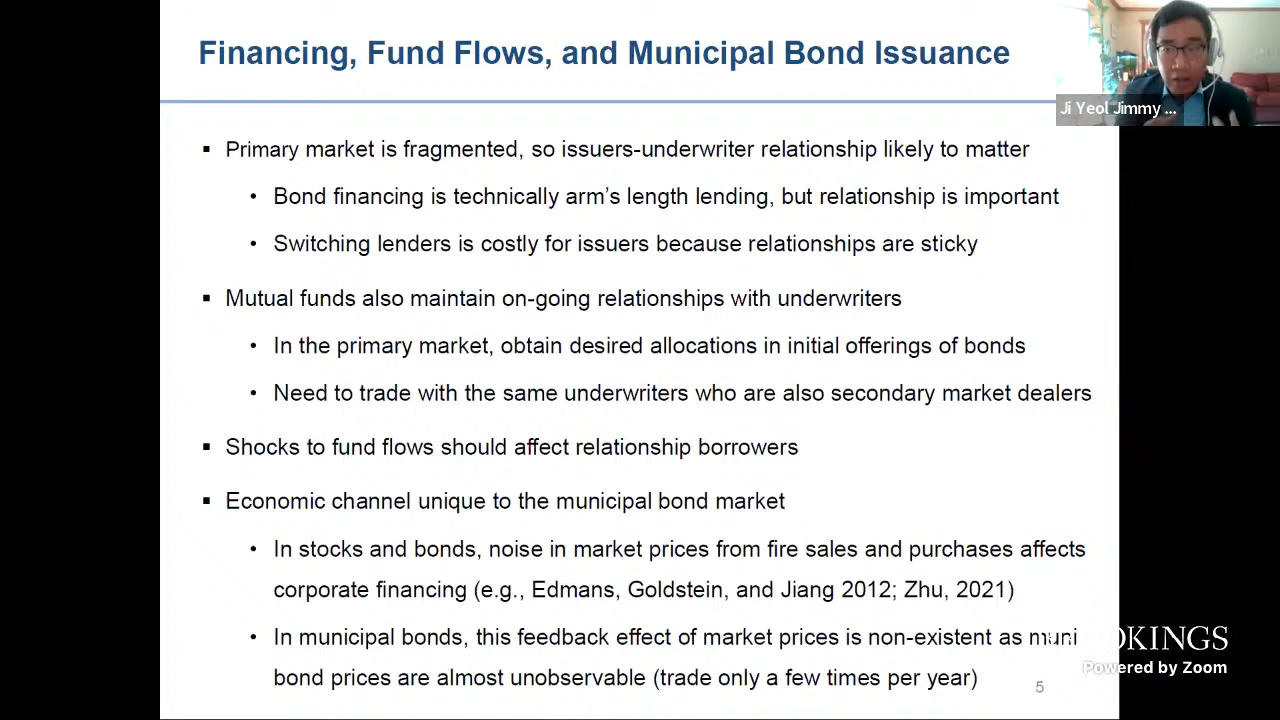 Financing, Fund Flows, and Municipal Bond Issuance
Ji Yeol Jimmy ...
▪ Primary market is fragmented, so issuers-underwriter relationship likely to matter
• Bond financing is technically arm's length lending, but relationship is important
• Switching lenders is costly for issuers because relationships are sticky
▪ Mutual funds also maintain on-going relationships with underwriters
• In the primary market, obtain desired allocations in initial offerings of bonds
• Need to trade with the same underwriters who are also secondary market dealers
▪ Shocks to fund flows should affect relationship borrowers
▪ Economic channel unique to the municipal bond market
• In stocks and bonds, noise in market prices from fire sales and purchases affects
corporate financing (e.g., Edmans, Goldstein, and Jiang 2012; Zhu, 2021)
• In municipal bonds, this feedback effect of market prices is non-existent as muni
bond prices are almost unobservable (trade only a few times per year)
Powered by Zoom
5